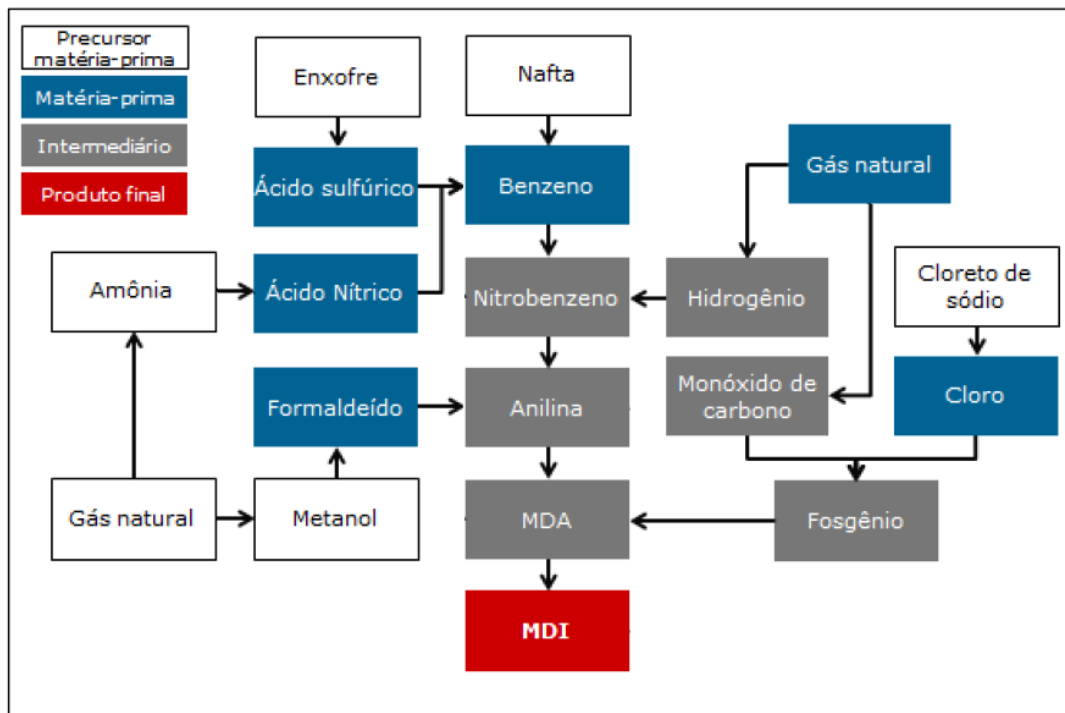 Precursor
matéria-prima
Matéria-prima
Intermediário
Produto final
Enxofre
Nafta
Ácido sulfúrico
Benzeno
Gás natural
Amônia
Ácido Nítrico
Nitrobenzeno
Hidrogênio
Cloreto de
sódio
Formaldeído
Anilina
Monóxido de
carbono
Cloro
Gás natural
Metanol
MDA
Fosgênio
MDI